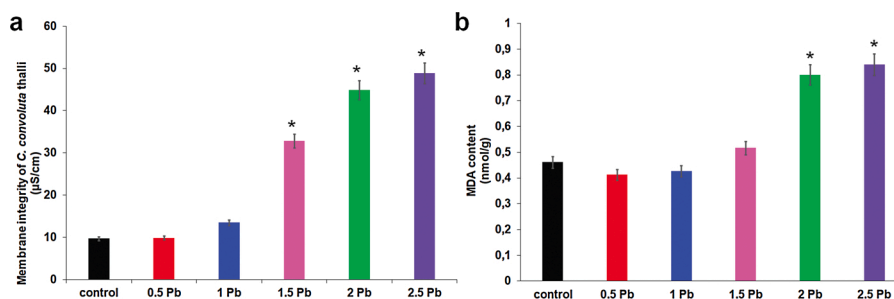 a
Membrane integrity of C. convoluta thalli
(µS/cm)
60
50
40
30
20
10
0
*
*
*
control 0.5 Pb 1 Pb 1.5 Pb 2 Pb 2.5 Pb
b
MDA content
(nmol/g)
1
0,9
0,8
0,7
0,6
0,5
0,4
0,3
0,2
0,1
0
*
*
control 0.5 Pb 1 Pb 1.5 Pb 2 Pb 2.5 Pb